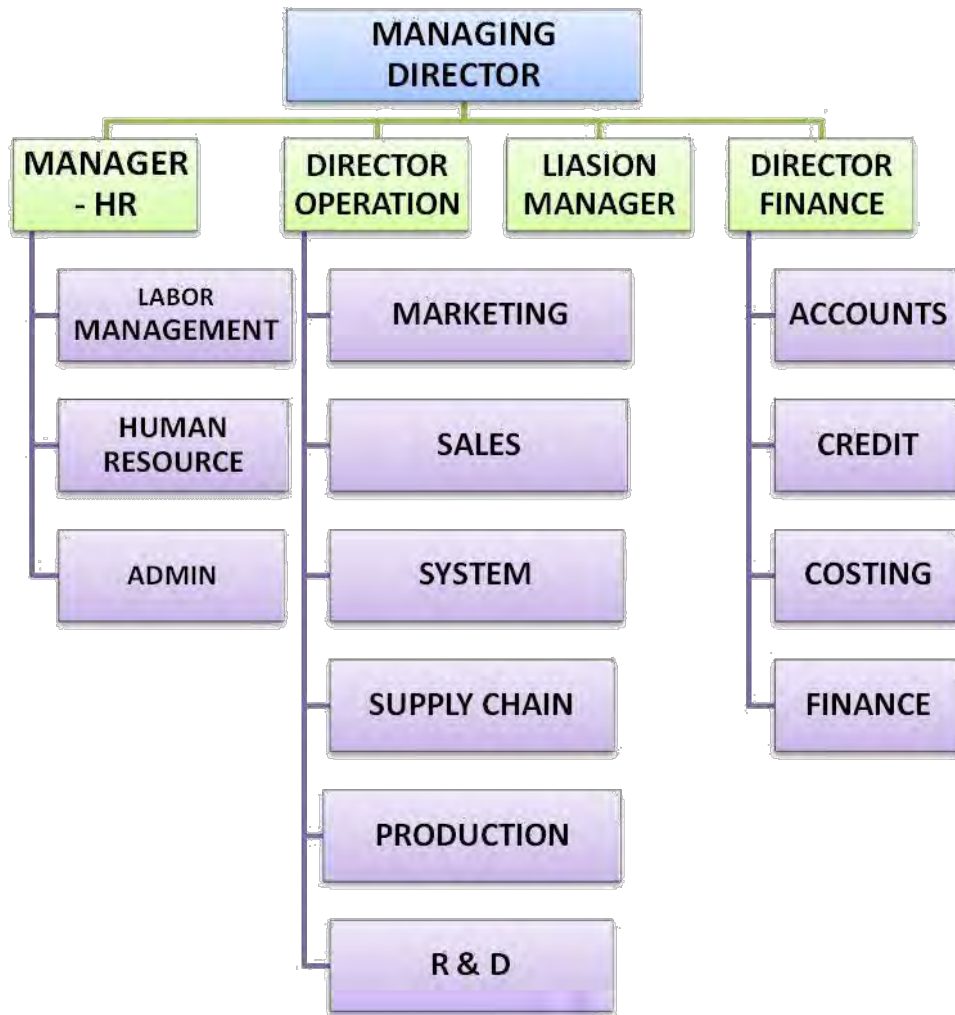 MANAGING
DIRECTOR
MANAGER
- HR
DIRECTOR
OPERATION
LIASION
MANAGER
DIRECTOR
FINANCE
LABOR
MANAGEMENT
HUMAN
RESOURCE
ADMIN
MARKETING
SALES
SYSTEM
SUPPLY CHAIN
PRODUCTION
R & D
ACCOUNTS
CREDIT
COSTING
FINANCE